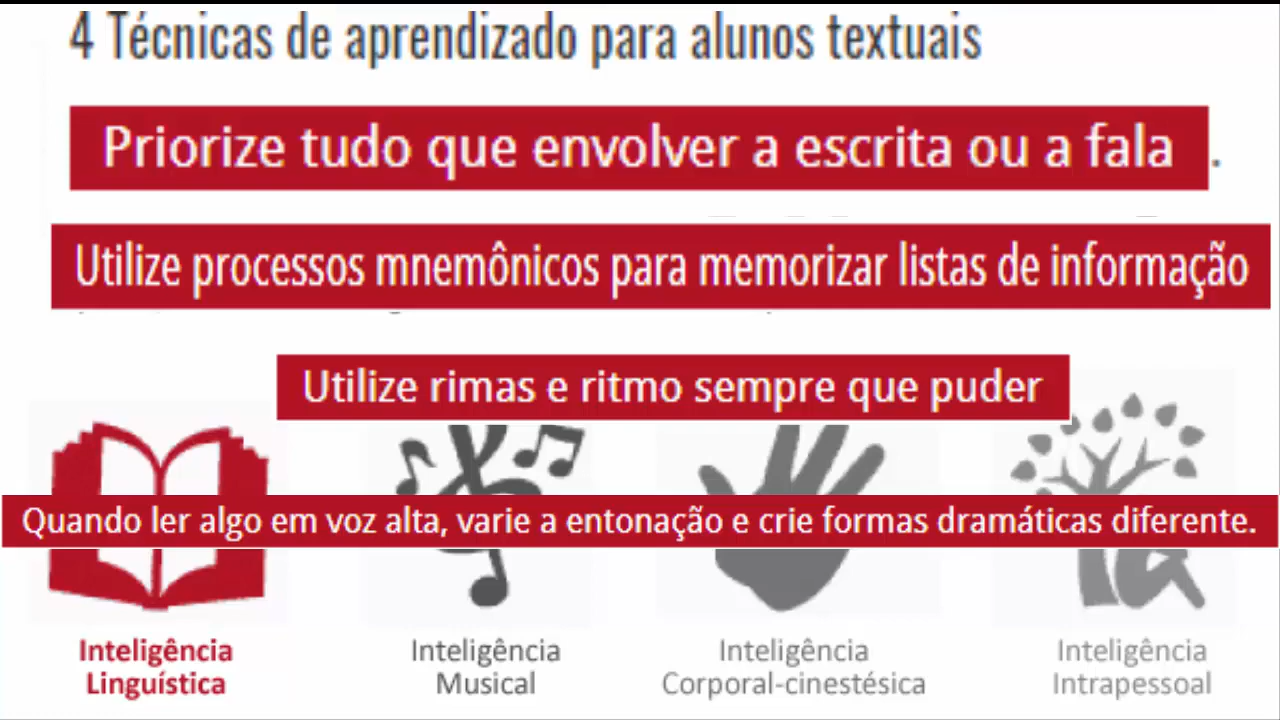 4 Técnicas de aprendizado para alunos textuais
Priorize tudo que envolver a escrita ou a fala .
Utilize processos mnemônicos para memorizar listas de informação
Utilize rimas e ritmo sempre que puder
Quando ler algo em voz alta, varie a entonação e crie formas dramáticas diferente.
Inteligência Linguística
Inteligência Musical
Inteligência Corporal-cinestésica
Inteligência Intrapessoal